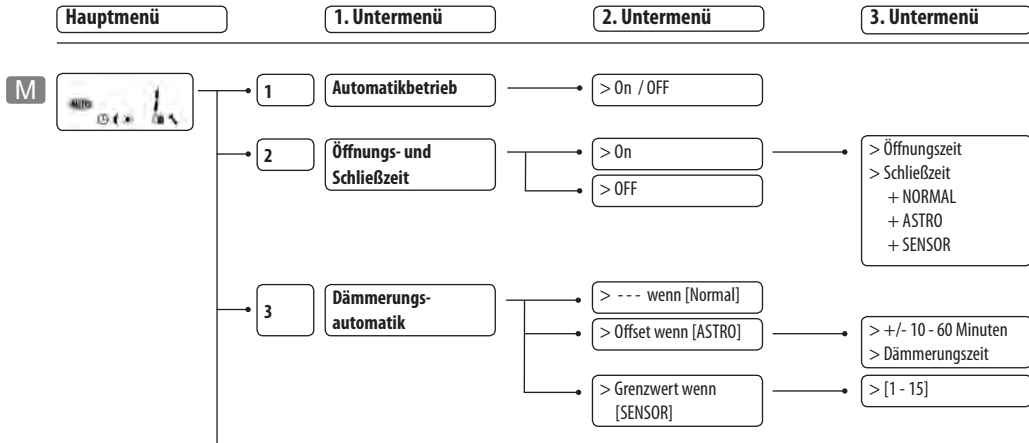 Hauptmenü 1. Untermenü 2. Untermenü 3. Untermenü
M
AUTO 1
1 Automatikbetrieb > On / OFF
2 Öffnungs- und
Schließzeit
> On
> OFF
> Öffnungszeit
> Schließzeit
+ NORMAL
+ ASTRO
+ SENSOR
3 Dämmerungs-
automatik
> - - - wenn [Normal]
> Offset wenn [ASTRO]
> +/- 10 - 60 Minuten
> Dämmerungszeit
> Grenzwert wenn
[SENSOR]
> [1 - 15]